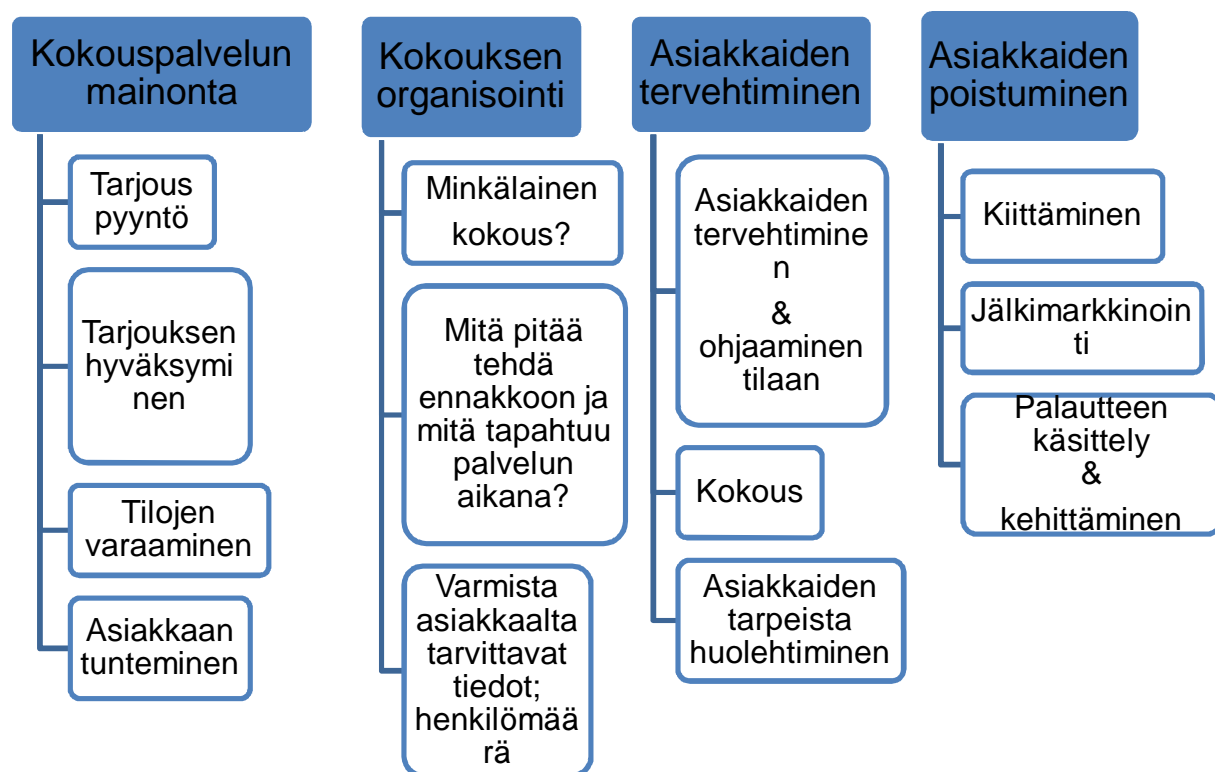 Kokouspalvelun
mainonta
Tarjous
pyyntö
Tarjouksen
hyväksymi
nen
Tilojen
varaaminen
Asiakkaan
tunteminen
Kokouksen
organisointi
Minkälainen
kokous?
Mitä pitää
tehdä
ennakkoon ja
mitä tapahtuu
palvelun
aikana?
Varmista
asiakkaalta
tarvittavat
tiedot;
henkilömää
rä
Asiakkaiden
tervehtiminen
Asiakkaiden
tervehtimine
n
&
ohjaaminen
tilaan
Kokous
Asiakkaiden
tarpeista
huolehtiminen
Asiakkaiden
poistuminen
Kiittäminen
Jälkimarkkinoin
ti
Palautteen
käsittely
&
kehittäminen